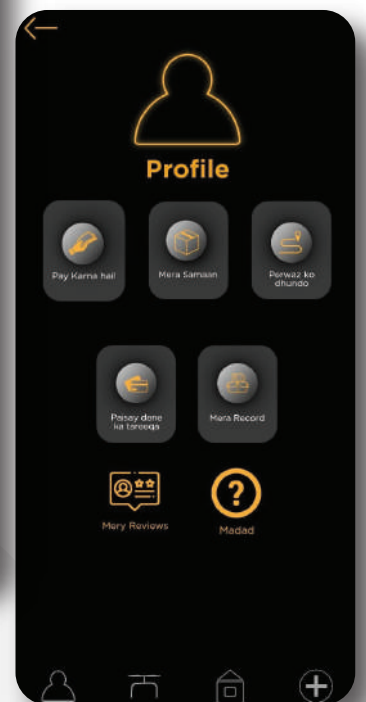 Profile
Pay Karna hai!
Mera Samaan
Perwaz ko
dhundo
Paisay dene
ka tareeqa
Mera Record
Mery Reviews
Madad